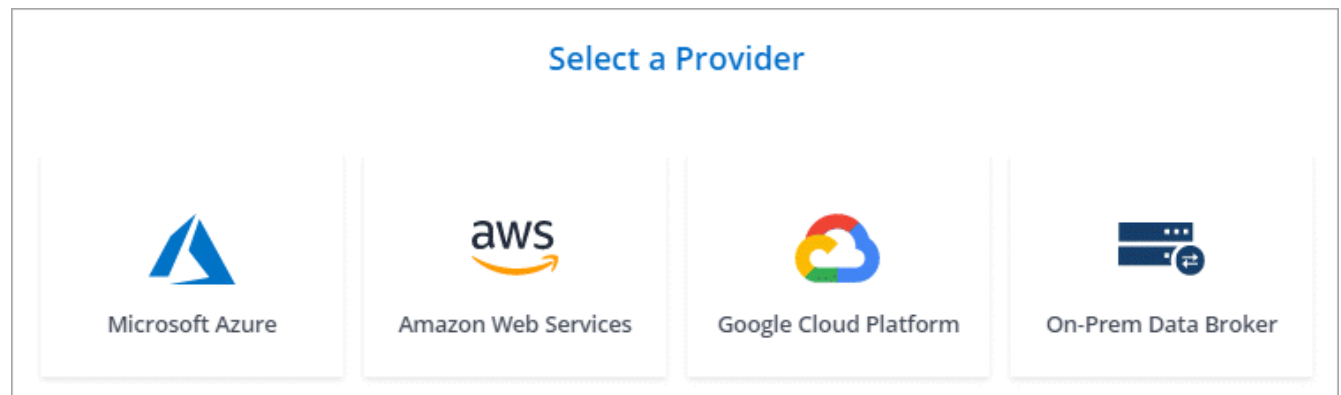 Select a Provider
aws
Microsoft Azure
Amazon Web Services
Google Cloud Platform
On-Prem Data Broker